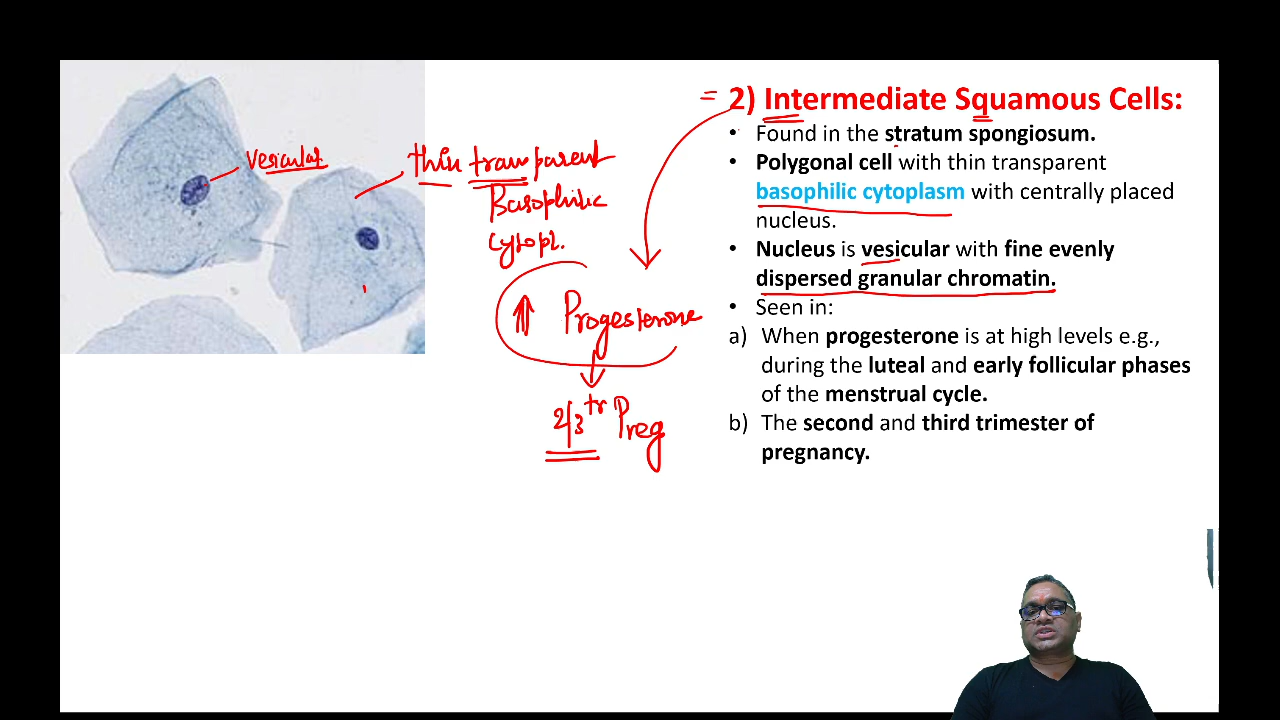 Vesicular
thin transparent
Basophilic
Cytopl.
⇑ Progesterone
2/3 tr Preg
= 2) Intermediate Squamous Cells:
• Found in the stratum spongiosum.
• Polygonal cell with thin transparent
basophilic cytoplasm with centrally placed
nucleus.
• Nucleus is vesicular with fine evenly
dispersed granular chromatin.
• Seen in:
a) When progesterone is at high levels e.g.,
during the luteal and early follicular phases
of the menstrual cycle.
b) The second and third trimester of
pregnancy.